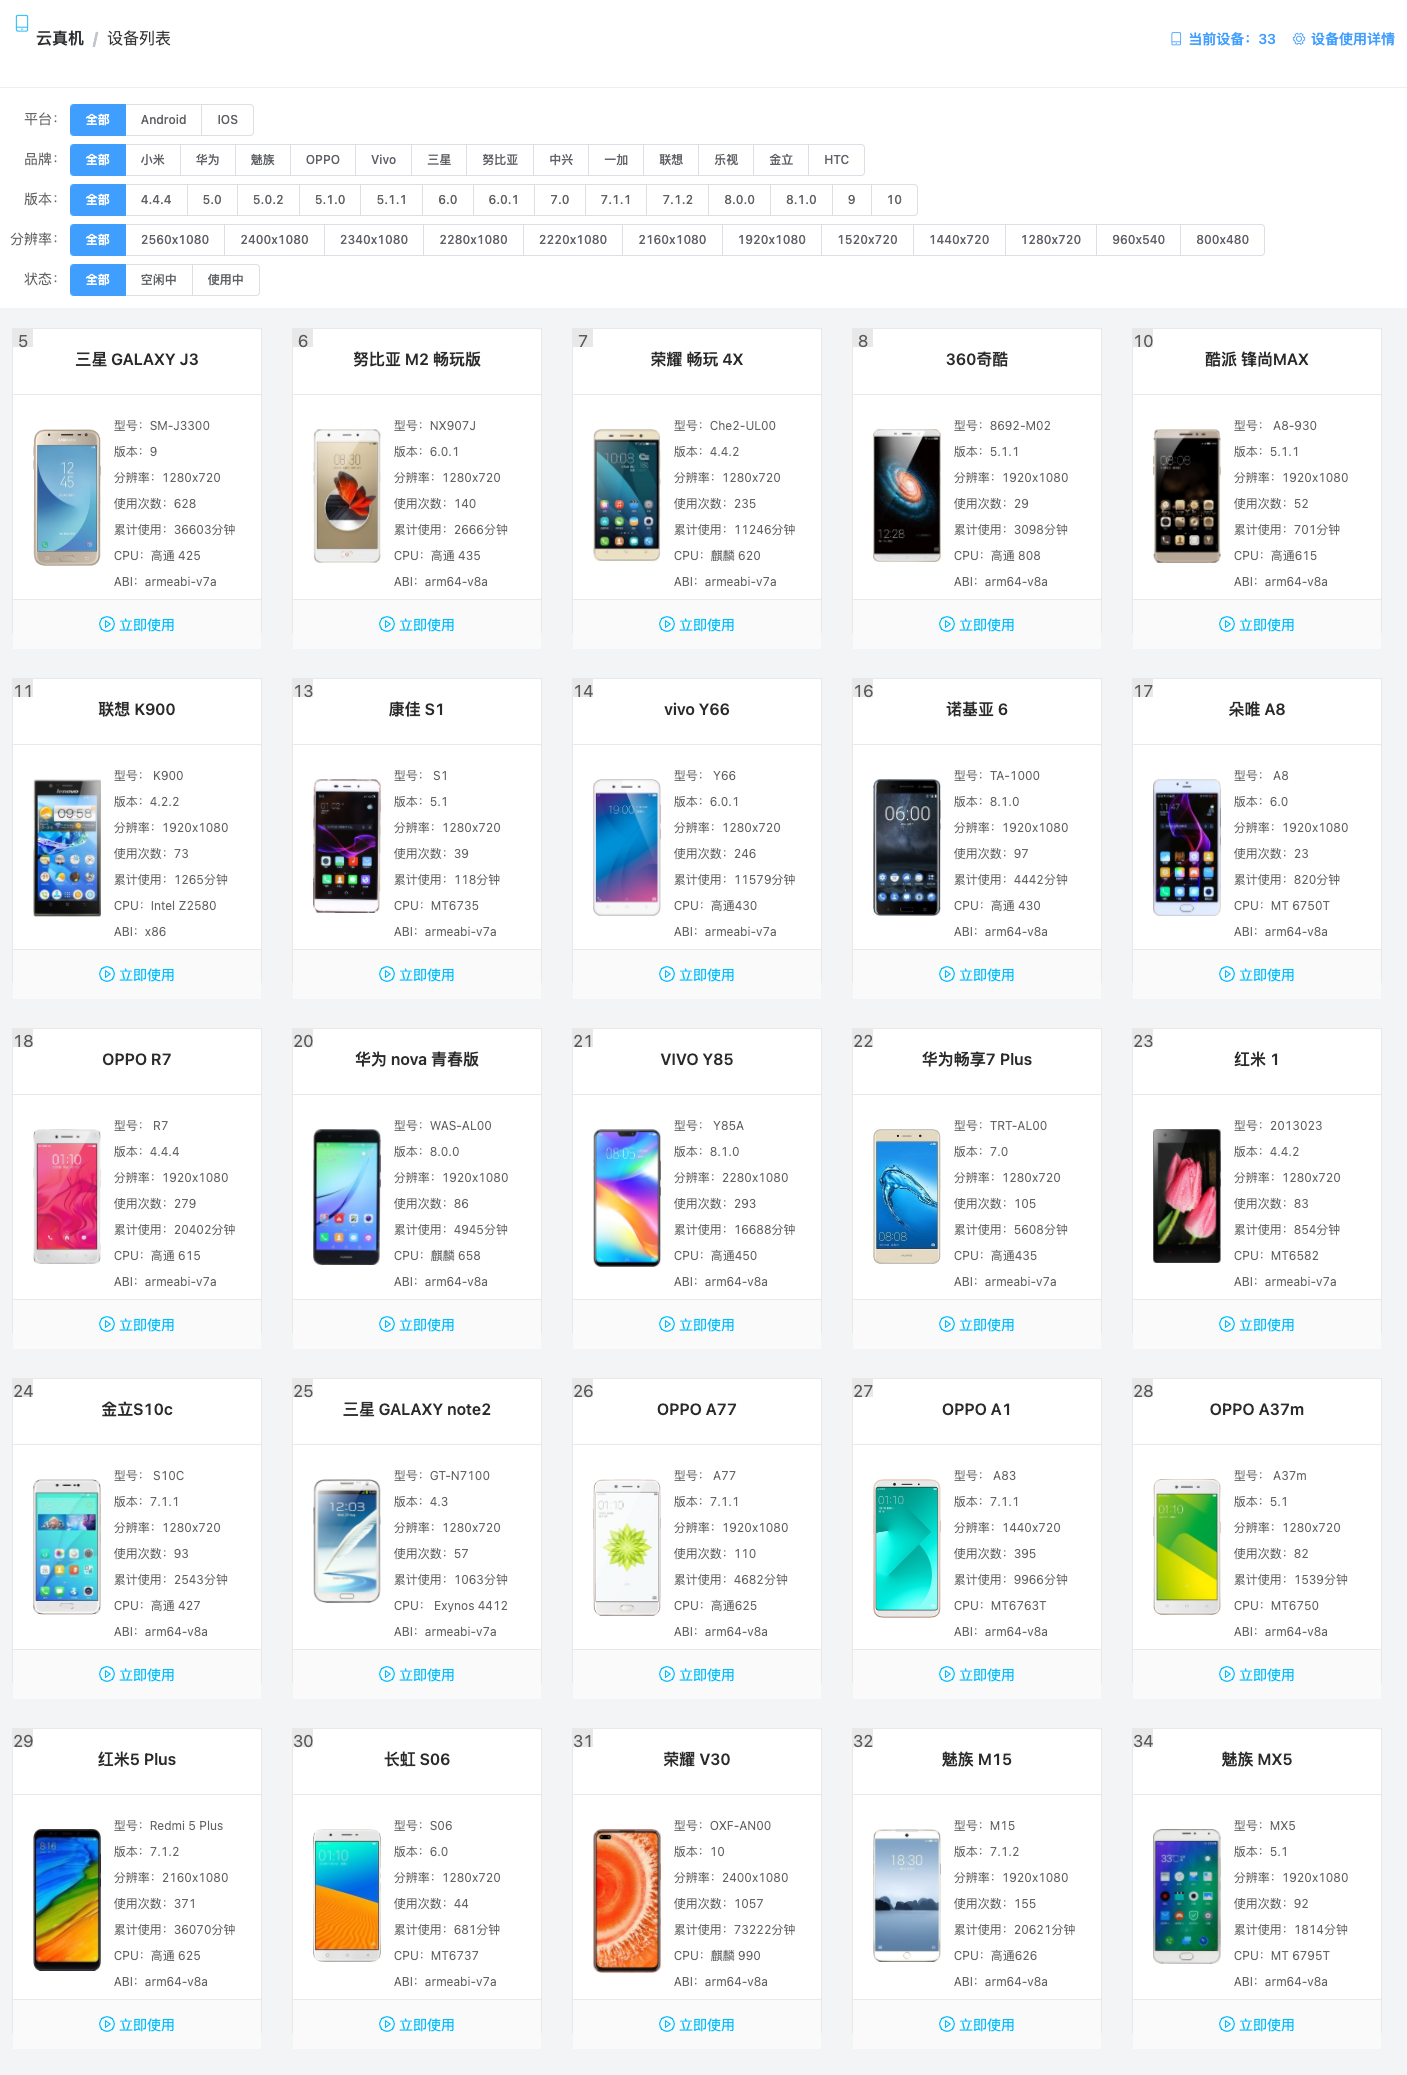 云真机 / 设备列表
当前设备：33 设备使用详情
平台： 全部 Android IOS
品牌： 全部 小米 华为 魅族 OPPO Vivo 三星 努比亚 中兴 一加 联想 乐视 金立 HTC
版本： 全部 4.4.4 5.0 5.0.2 5.1.0 5.1.1 6.0 6.0.1 7.0 7.1.1 7.1.2 8.0.0 8.1.0 9 10
分辨率： 全部 2560x1080 2400x1080 2340x1080 2280x1080 2220x1080 2160x1080 1920x1080 1520x720 1440x720 1280x720 960x540 800x480
状态： 全部 空闲中 使用中
5
三星 GALAXY J3
型号：SM-J3300
版本：9
分辨率：1280x720
使用次数：628
累计使用：36603分钟
CPU：高通 425
ABI：armeabi-v7a
立即使用
6
努比亚 M2 畅玩版
型号：NX907J
版本：6.0.1
分辨率：1280x720
使用次数：140
累计使用：2666分钟
CPU：高通 435
ABI：arm64-v8a
立即使用
7
荣耀 畅玩 4X
型号：Che2-UL00
版本：4.4.2
分辨率：1280x720
使用次数：235
累计使用：11246分钟
CPU：麒麟 620
ABI：armeabi-v7a
立即使用
8
360奇酷
型号：8692-M02
版本：5.1.1
分辨率：1920x1080
使用次数：29
累计使用：3098分钟
CPU：高通 808
ABI：arm64-v8a
立即使用
10
酷派 锋尚MAX
型号： A8-930
版本：5.1.1
分辨率：1920x1080
使用次数：52
累计使用：701分钟
CPU：高通615
ABI：arm64-v8a
立即使用
11
联想 K900
型号： K900
版本：4.2.2
分辨率：1920x1080
使用次数：73
累计使用：1265分钟
CPU：Intel Z2580
ABI：x86
立即使用
13
康佳 S1
型号： S1
版本：5.1
分辨率：1280x720
使用次数：39
累计使用：118分钟
CPU：MT6735
ABI：armeabi-v7a
立即使用
14
vivo Y66
型号： Y66
版本：6.0.1
分辨率：1280x720
使用次数：246
累计使用：11579分钟
CPU：高通430
ABI：armeabi-v7a
立即使用
16
诺基亚 6
型号：TA-1000
版本：8.1.0
分辨率：1920x1080
使用次数：97
累计使用：4442分钟
CPU：高通 430
ABI：arm64-v8a
立即使用
17
朵唯 A8
型号： A8
版本：6.0
分辨率：1920x1080
使用次数：23
累计使用：820分钟
CPU：MT 6750T
ABI：arm64-v8a
立即使用
18
OPPO R7
型号： R7
版本：4.4.4
分辨率：1920x1080
使用次数：279
累计使用：20402分钟
CPU：高通 615
ABI：armeabi-v7a
立即使用
20
华为 nova 青春版
型号：WAS-AL00
版本：8.0.0
分辨率：1920x1080
使用次数：86
累计使用：4945分钟
CPU：麒麟 658
ABI：arm64-v8a
立即使用
21
VIVO Y85
型号： Y85A
版本：8.1.0
分辨率：2280x1080
使用次数：293
累计使用：16688分钟
CPU：高通450
ABI：arm64-v8a
立即使用
22
华为畅享7 Plus
型号：TRT-AL00
版本：7.0
分辨率：1280x720
使用次数：105
累计使用：5608分钟
CPU：高通435
ABI：armeabi-v7a
立即使用
23
红米 1
型号：2013023
版本：4.4.2
分辨率：1280x720
使用次数：83
累计使用：854分钟
CPU：MT6582
ABI：armeabi-v7a
立即使用
24
金立S10c
型号： S10C
版本：7.1.1
分辨率：1280x720
使用次数：93
累计使用：2543分钟
CPU：高通 427
ABI：arm64-v8a
立即使用
25
三星 GALAXY note2
型号：GT-N7100
版本：4.3
分辨率：1280x720
使用次数：57
累计使用：1063分钟
CPU： Exynos 4412
ABI：armeabi-v7a
立即使用
26
OPPO A77
型号： A77
版本：7.1.1
分辨率：1920x1080
使用次数：110
累计使用：4682分钟
CPU：高通625
ABI：arm64-v8a
立即使用
27
OPPO A1
型号： A83
版本：7.1.1
分辨率：1440x720
使用次数：395
累计使用：9966分钟
CPU：MT6763T
ABI：arm64-v8a
立即使用
28
OPPO A37m
型号： A37m
版本：5.1
分辨率：1280x720
使用次数：82
累计使用：1539分钟
CPU：MT6750
ABI：arm64-v8a
立即使用
29
红米5 Plus
型号：Redmi 5 Plus
版本：7.1.2
分辨率：2160x1080
使用次数：371
累计使用：36070分钟
CPU：高通 625
ABI：arm64-v8a
立即使用
30
长虹 S06
型号：S06
版本：6.0
分辨率：1280x720
使用次数：44
累计使用：681分钟
CPU：MT6737
ABI：armeabi-v7a
立即使用
31
荣耀 V30
型号：OXF-AN00
版本：10
分辨率：2400x1080
使用次数：1057
累计使用：73222分钟
CPU：麒麟 990
ABI：arm64-v8a
立即使用
32
魅族 M15
型号：M15
版本：7.1.2
分辨率：1920x1080
使用次数：155
累计使用：20621分钟
CPU：高通626
ABI：arm64-v8a
立即使用
34
魅族 MX5
型号：MX5
版本：5.1
分辨率：1920x1080
使用次数：92
累计使用：1814分钟
CPU：MT 6795T
ABI：arm64-v8a
立即使用